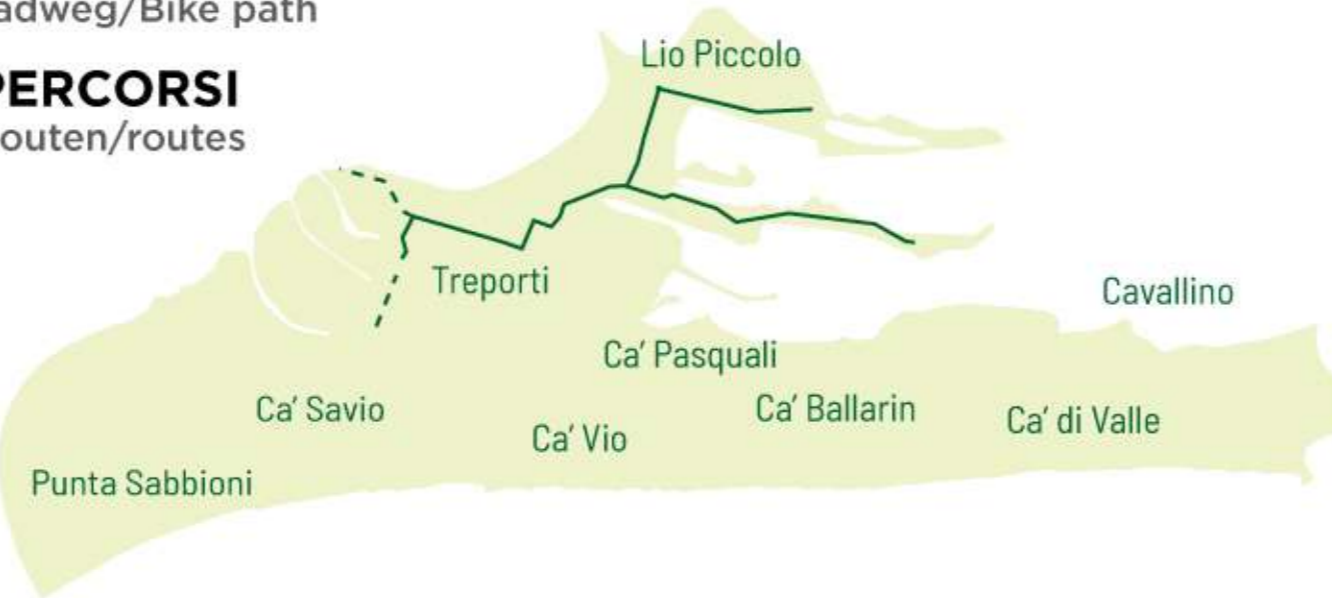 adweg/Bike path
PERCORSI
outen/routes
Lio Piccolo
Treporti
Cavallino
Ca' Pasquali
Ca' Savio
Ca' Ballarin
Ca' di Valle
Ca' Vio
Punta Sabbioni